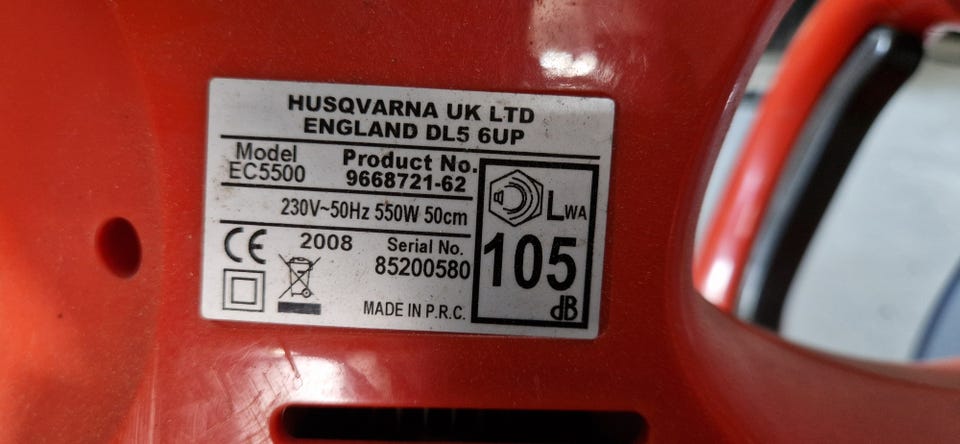 HUSQVARNA UK LTD
ENGLAND DL5 6UP
Model
EC5500
Product No.
9668721-62
230V~50Hz 550W 50cm
CE
2008
Serial No.
85200580
MADE IN P.R.C.
LWA
105
dB